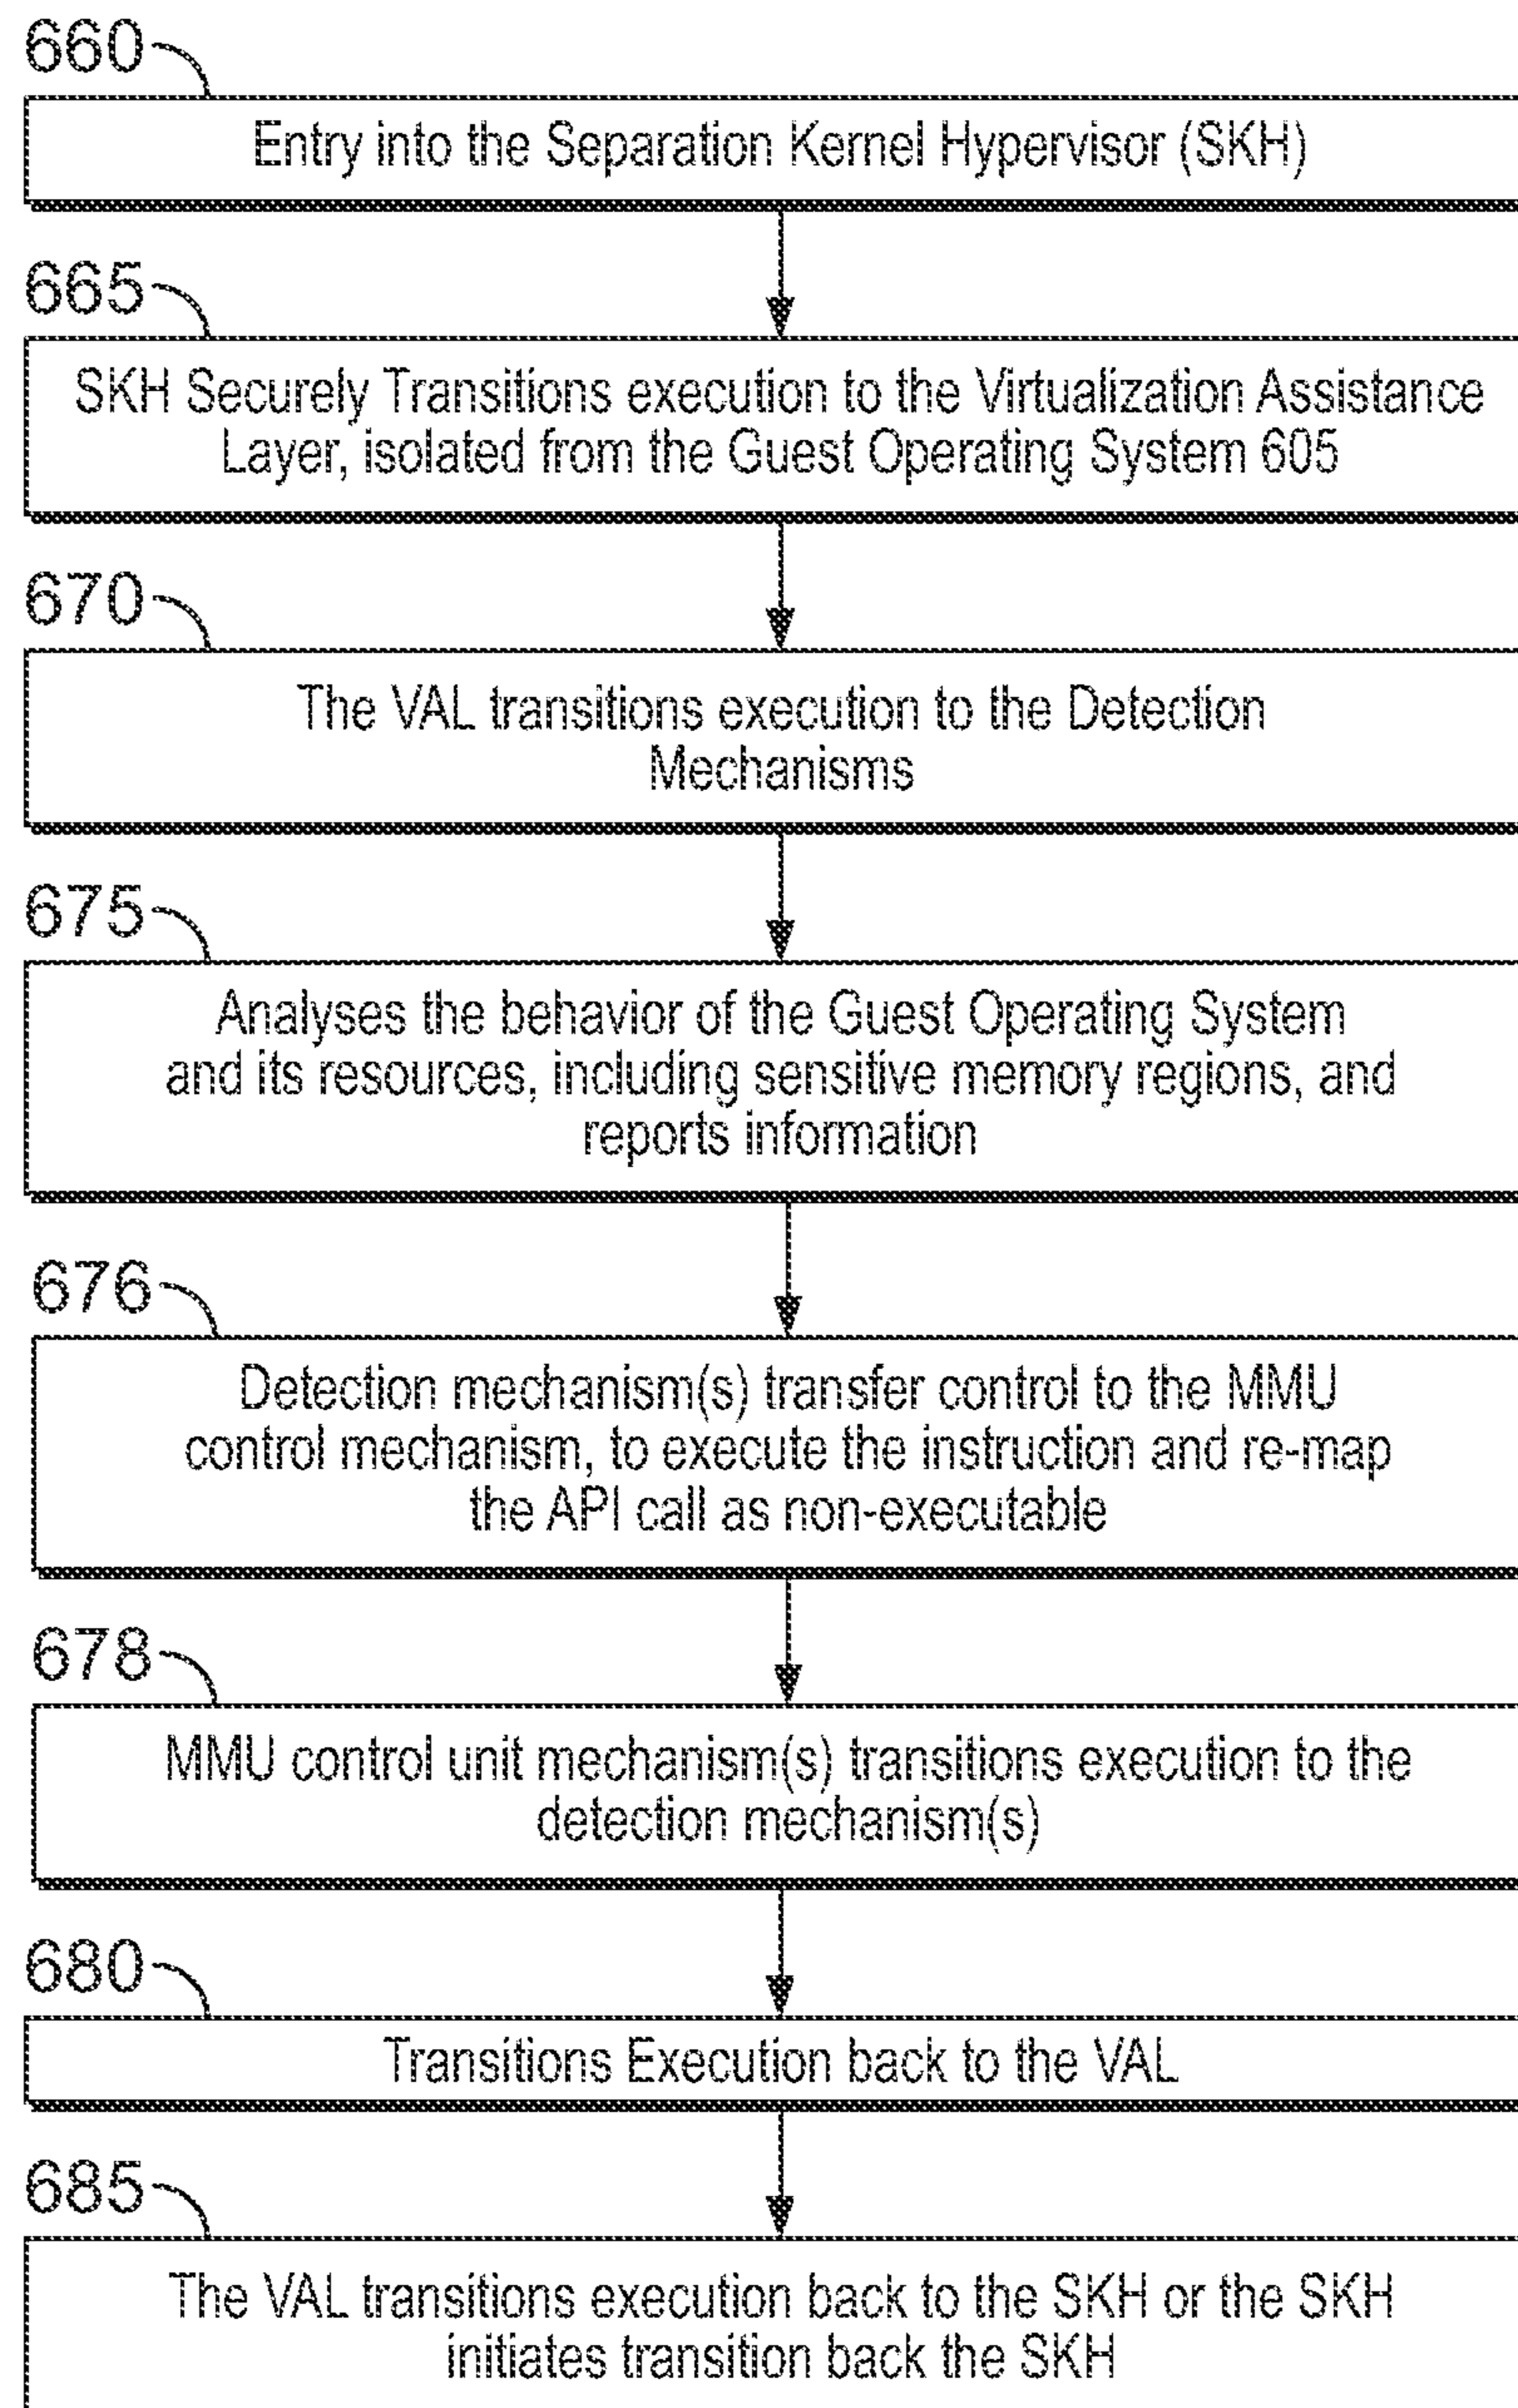 660
Entry into the Separation Kernel Hypervisor (SKH)
665
SKH Securely Transitions execution to the Virtualization Assistance
Layer, isolated from the Guest Operating System 605
670
The VAL transitions execution to the Detection
Mechanisms
675
Analyses the behavior of the Guest Operating System
and its resources, including sensitive memory regions, and
reports information
676
Detection mechanism(s) transfer control to the MMU
control mechanism, to execute the instruction and re-map
the API call as non-executable
678
MMU control unit mechanism(s) transitions execution to the
detection mechanism(s)
680
Transitions Execution back to the VAL
685
The VAL transitions execution back to the SKH or the SKH
initiates transition back the SKH